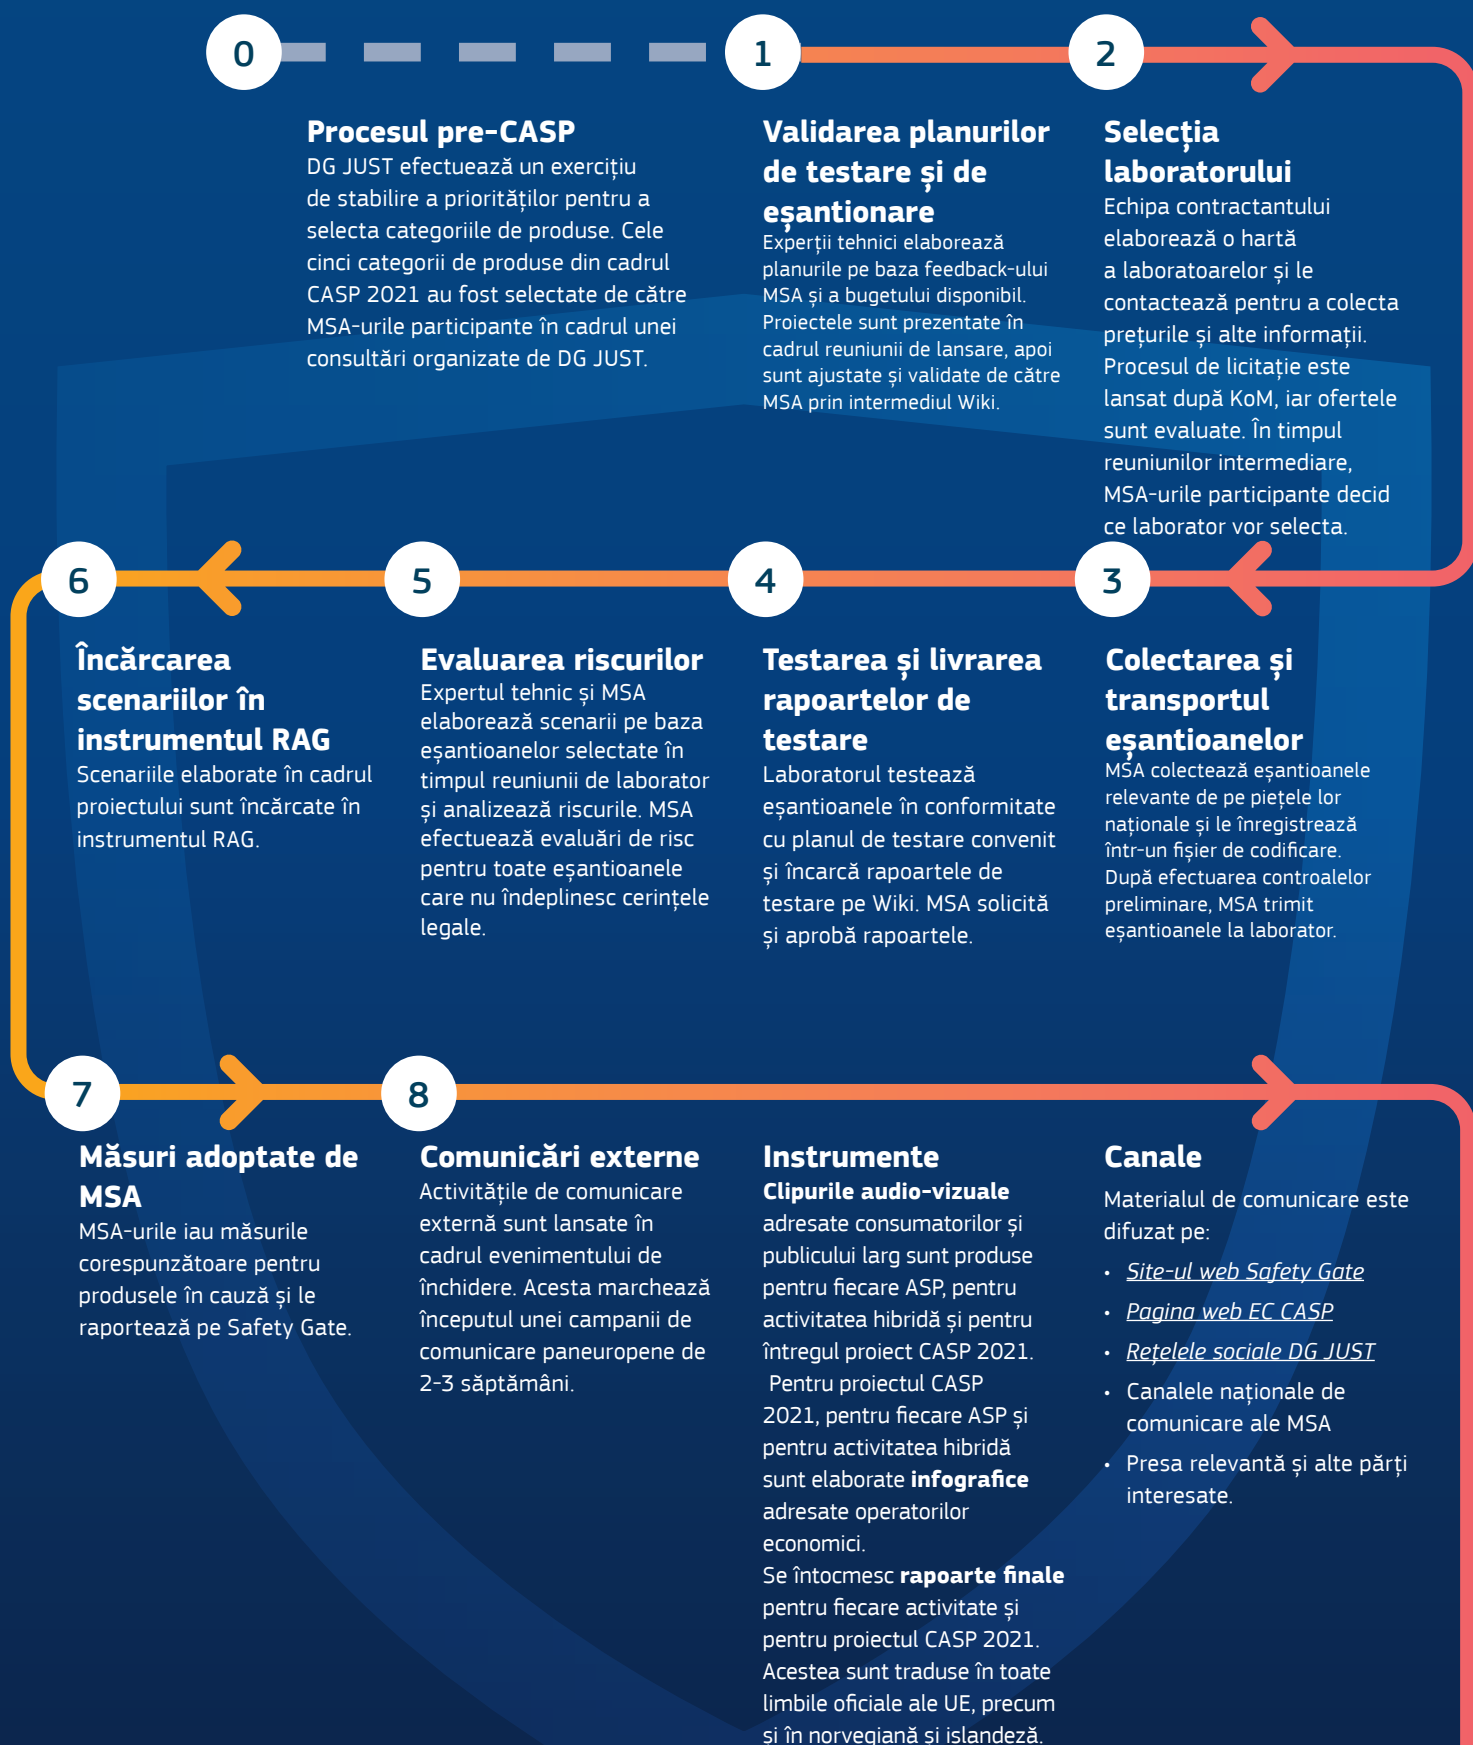 0
Procesul pre-CASP
DG JUST efectuează un exercițiu
de stabilire a priorităților pentru a
selecta categoriile de produse. Cele
cinci categorii de produse din cadrul
CASP 2021 au fost selectate de către
MSA-urile participante în cadrul unei
consultări organizate de DG JUST.
1
Validarea planurilor
de testare și de
eșantionare
Experții tehnici elaborează
planurile pe baza feedback-ului
MSA și a bugetului disponibil.
Proiectele sunt prezentate în
cadrul reuniunii de lansare, apoi
sunt ajustate și validate de către
MSA prin intermediul Wiki.
2
Selecția
laboratorului
Echipa contractantului
elaborează o hartă
a laboratoarelor și le
contactează pentru a colecta
prețurile și alte informații.
Procesul de licitație este
lansat după KoM, iar ofertele
sunt evaluate. În timpul
reuniunilor intermediare,
MSA-urile participante decid
ce laborator vor selecta.
3
Colectarea și
transportul
eșantioanelor
MSA colectează eșantioanele
relevante de pe piețele lor
naționale și le înregistrează
într-un fișier de codificare.
După efectuarea controalelor
preliminare, MSA trimit
eșantioanele la laborator.
4
Testarea și livrarea
rapoartelor de
testare
Laboratorul testează
eșantioanele în conformitate
cu planul de testare convenit
și încarcă rapoartele de
testare pe Wiki. MSA solicită
și aprobă rapoartele.
5
Evaluarea riscurilor
Expertul tehnic și MSA
elaborează scenarii pe baza
eșantioanelor selectate în
timpul reuniunii de laborator
și analizează riscurile. MSA
efectuează evaluări de risc
pentru toate eșantioanele
care nu îndeplinesc cerințele
legale.
6
Încărcarea
scenariilor în
instrumentul RAG
Scenariile elaborate în cadrul
proiectului sunt încărcate în
instrumentul RAG.
7
Măsuri adoptate de
MSA
MSA-urile iau măsurile
corespunzătoare pentru
produsele în cauză și le
raportează pe Safety Gate.
8
Comunicări externe
Activitățile de comunicare
externă sunt lansate în
cadrul evenimentului de
închidere. Acesta marchează
începutul unei campanii de
comunicare paneuropene de
2-3 săptămâni.
Instrumente
Clipurile audio-vizuale
adresate consumatorilor și
publicului larg sunt produse
pentru fiecare ASP, pentru
activitatea hibridă și pentru
întregul proiect CASP 2021.
Pentru proiectul CASP
2021, pentru fiecare ASP și
pentru activitatea hibridă
sunt elaborate infografice
adresate operatorilor
economici.
Se întocmesc rapoarte finale
pentru fiecare activitate și
pentru proiectul CASP 2021.
Acestea sunt traduse în toate
limbile oficiale ale UE, precum
și în norvegiană și islandeză.
Canale
Materialul de comunicare este
difuzat pe:
• Site-ul web Safety Gate
• Pagina web EC CASP
• Rețelele sociale DG JUST
• Canalele naționale de
comunicare ale MSA
• Presa relevantă și alte părți
interesate.